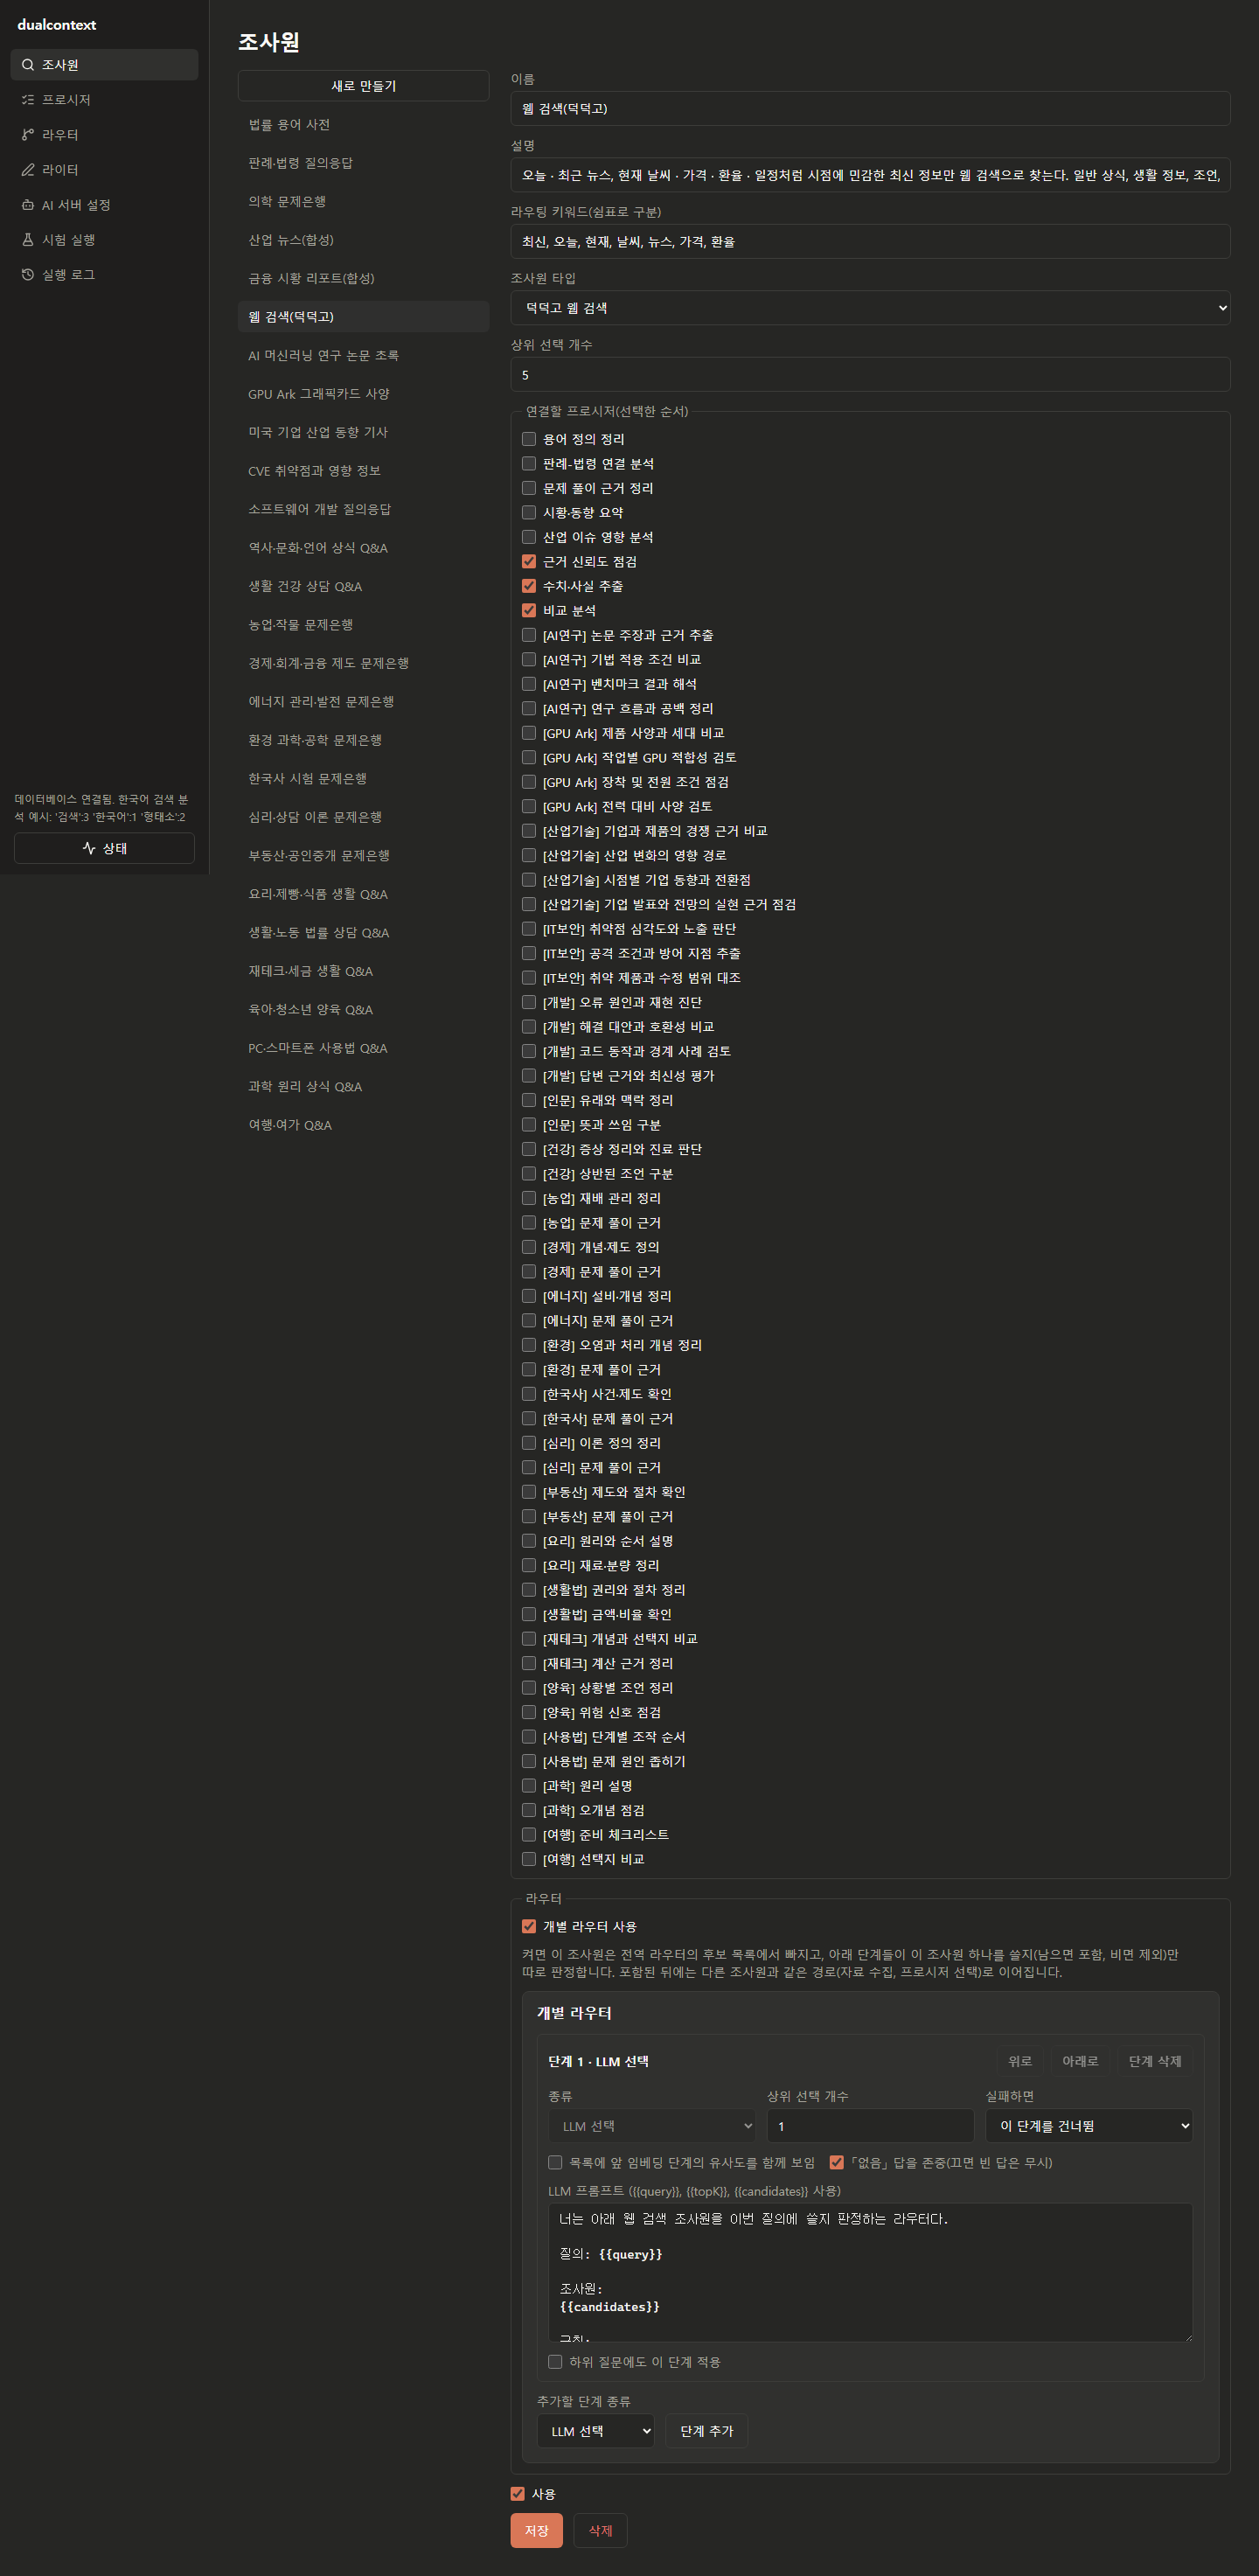 dualcontext
조사원
프로시저
라우터
라이터
AI 서버 설정
시험 실행
실행 로그
데이터베이스 연결됨. 한국어 검색 분
석 예시: '검색':3 '한국어':1 '형태소':2
상태
조사원
새로 만들기
법률 용어 사전
판례·법령 질의응답
의학 문제은행
산업 뉴스(합성)
금융 시황 리포트(합성)
웹 검색(덕덕고)
AI 머신러닝 연구 논문 초록
GPU Ark 그래픽카드 사양
미국 기업 산업 동향 기사
CVE 취약점과 영향 정보
소프트웨어 개발 질의응답
역사·문화·언어 상식 Q&A
생활 건강 상담 Q&A
농업·작물 문제은행
경제·회계·금융 제도 문제은행
에너지 관리·발전 문제은행
환경 과학·공학 문제은행
한국사 시험 문제은행
심리·상담 이론 문제은행
부동산·공인중개 문제은행
요리·제빵·식품 생활 Q&A
생활·노동 법률 상담 Q&A
재테크·세금 생활 Q&A
육아·청소년 양육 Q&A
PC·스마트폰 사용법 Q&A
과학 원리 상식 Q&A
여행·여가 Q&A
이름
웹 검색(덕덕고)
설명
오늘 · 최근 뉴스, 현재 날씨 · 가격 · 환율 · 일정처럼 시점에 민감한 최신 정보만 웹 검색으로 찾는다. 일반 상식, 생활 정보, 조언,
라우팅 키워드(쉼표로 구분)
최신, 오늘, 현재, 날씨, 뉴스, 가격, 환율
조사원 타입
덕덕고 웹 검색
상위 선택 개수
5
연결할 프로시저(선택한 순서)
용어 정의 정리
판례-법령 연결 분석
문제 풀이 근거 정리
시황·동향 요약
산업 이슈 영향 분석
근거 신뢰도 점검
수치·사실 추출
비교 분석
[AI연구] 논문 주장과 근거 추출
[AI연구] 기법 적용 조건 비교
[AI연구] 벤치마크 결과 해석
[AI연구] 연구 흐름과 공백 정리
[GPU Ark] 제품 사양과 세대 비교
[GPU Ark] 작업별 GPU 적합성 검토
[GPU Ark] 장착 및 전원 조건 점검
[GPU Ark] 전력 대비 사양 검토
[산업기술] 기업과 제품의 경쟁 근거 비교
[산업기술] 산업 변화의 영향 경로
[산업기술] 시점별 기업 동향과 전환점
[산업기술] 기업 발표와 전망의 실현 근거 점검
[IT보안] 취약점 심각도와 노출 판단
[IT보안] 공격 조건과 방어 지점 추출
[IT보안] 취약 제품과 수정 범위 대조
[개발] 오류 원인과 재현 진단
[개발] 해결 대안과 호환성 비교
[개발] 코드 동작과 경계 사례 검토
[개발] 답변 근거와 최신성 평가
[인문] 유래와 맥락 정리
[인문] 뜻과 쓰임 구분
[건강] 증상 정리와 진료 판단
[건강] 상반된 조언 구분
[농업] 재배 관리 정리
[농업] 문제 풀이 근거
[경제] 개념·제도 정의
[경제] 문제 풀이 근거
[에너지] 설비·개념 정리
[에너지] 문제 풀이 근거
[환경] 오염과 처리 개념 정리
[환경] 문제 풀이 근거
[한국사] 사건·제도 확인
[한국사] 문제 풀이 근거
[심리] 이론 정의 정리
[심리] 문제 풀이 근거
[부동산] 제도와 절차 확인
[부동산] 문제 풀이 근거
[요리] 원리와 순서 설명
[요리] 재료·분량 정리
[생활법] 권리와 절차 정리
[생활법] 금액·비율 확인
[재테크] 개념과 선택지 비교
[재테크] 계산 근거 정리
[양육] 상황별 조언 정리
[양육] 위험 신호 점검
[사용법] 단계별 조작 순서
[사용법] 문제 원인 좁히기
[과학] 원리 설명
[과학] 오개념 점검
[여행] 준비 체크리스트
[여행] 선택지 비교
라우터
개별 라우터 사용
켜면 이 조사원은 전역 라우터의 후보 목록에서 빠지고, 아래 단계들이 이 조사원 하나를 쓸지(남으면 포함, 비면 제외)만
따로 판정합니다. 포함된 뒤에는 다른 조사원과 같은 경로(자료 수집, 프로시저 선택)로 이어집니다.
개별 라우터
단계 1 · LLM 선택
위로
아래로
단계 삭제
종류
상위 선택 개수
실패하면
LLM 선택
1
이 단계를 건너뜀
목록에 앞 임베딩 단계의 유사도를 함께 보임
「없음」 답을 존중(끄면 빈 답은 무시)
LLM 프롬프트 ({{query}}, {{topK}}, {{candidates}} 사용)
너는 아래 웹 검색 조사원을 이번 질의에 쓸지 판정하는 라우터다.
질의: {{query}}
조사원:
{{candidates}}
규칙:
하위 질문에도 이 단계 적용
추가할 단계 종류
LLM 선택
단계 추가
사용
저장
삭제